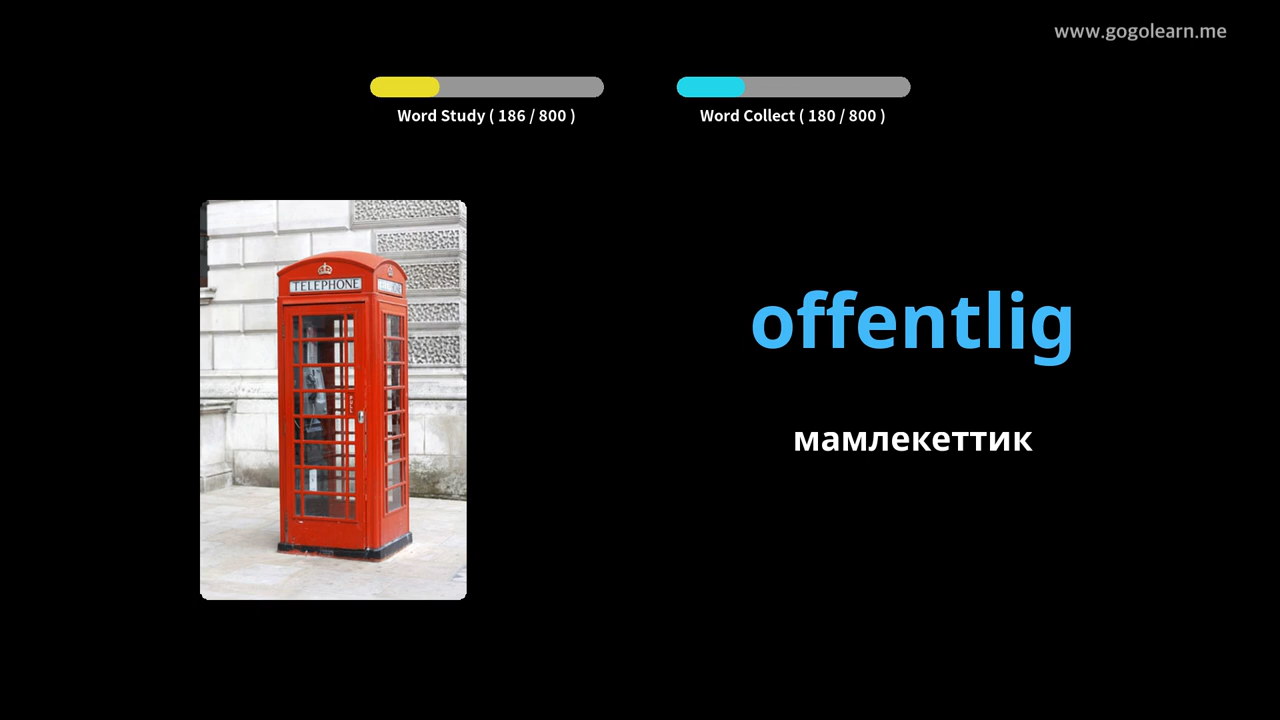 www.gogolearn.me
Word Study ( 186 / 800 )
Word Collect ( 180 / 800 )
TELEPHONE
offentlig
мамлекеттик